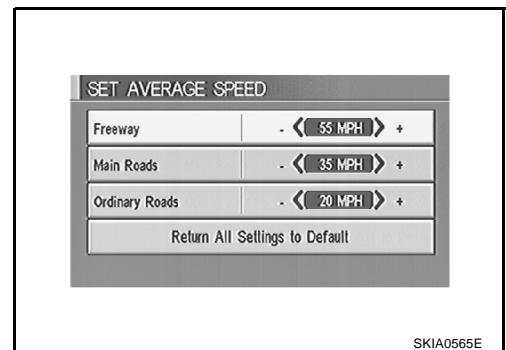 SET AVERAGE SPEED
Freeway - 55 MPH +
Main Roads - 35 MPH +
Ordinary Roads - 20 MPH +
Return All Settings to Default
SKIA0565E